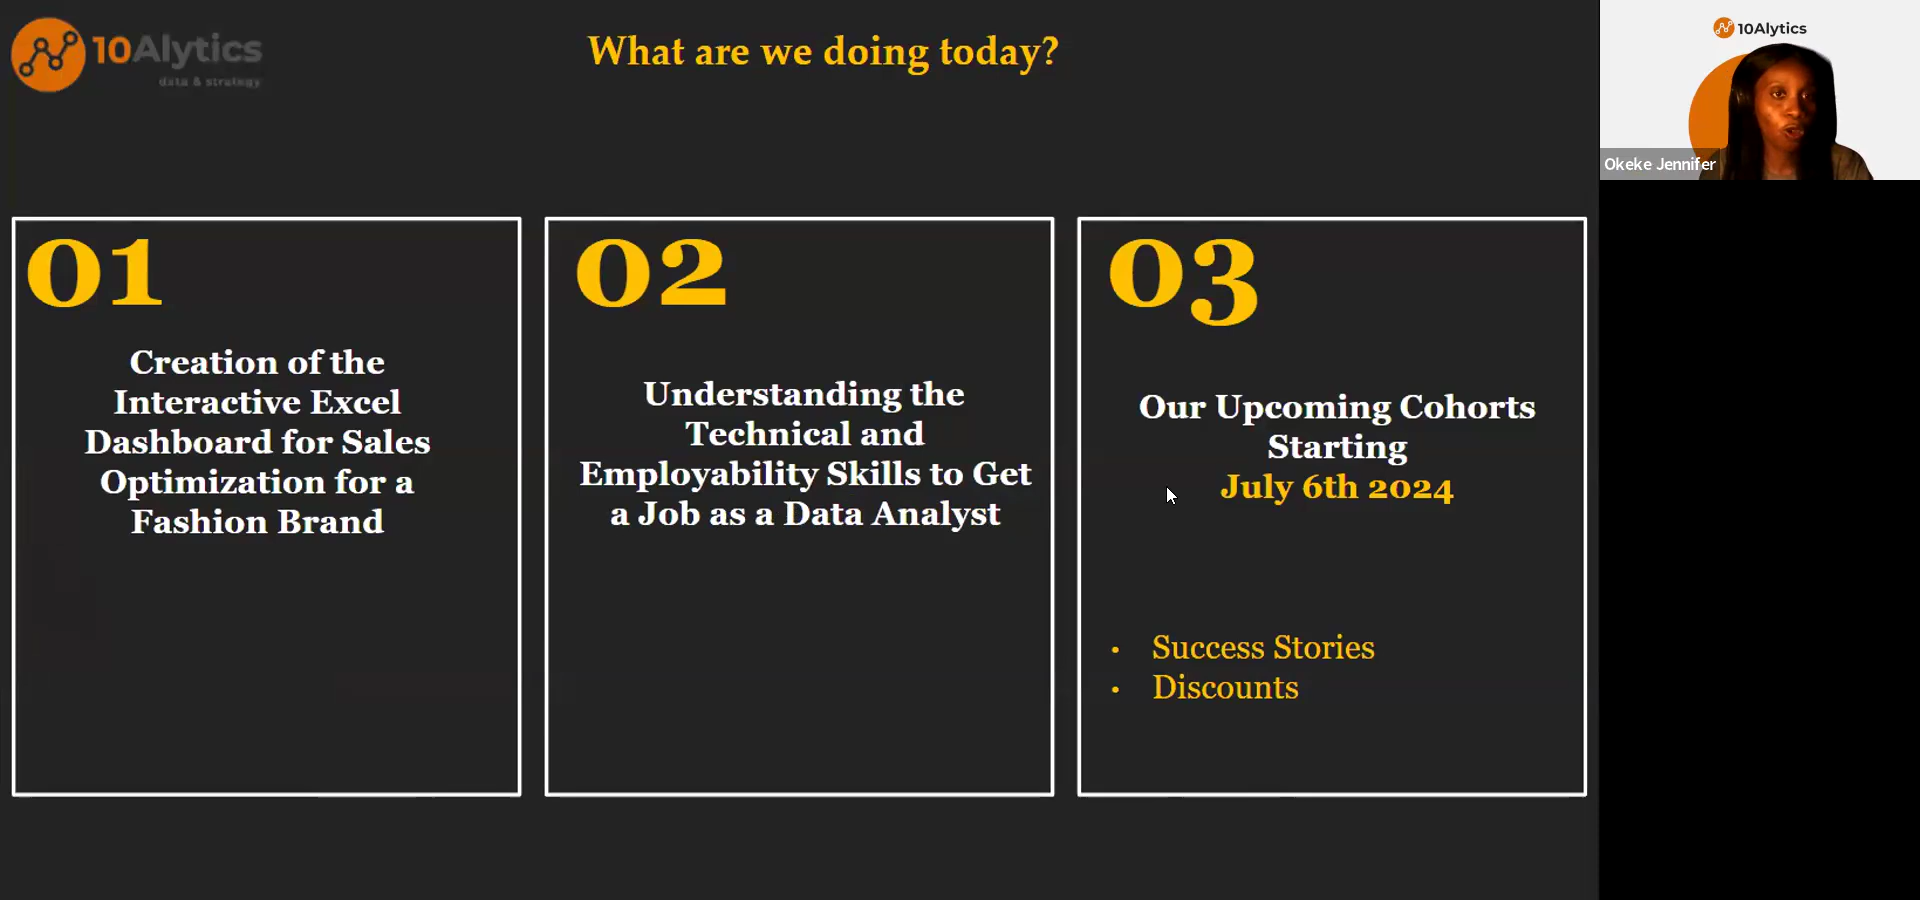 10Alytics
data & strategy
What are we doing today?
10Alytics
Okeke Jennifer
01
Creation of the
Interactive Excel
Dashboard for Sales
Optimization for a
Fashion Brand
02
Understanding the
Technical and
Employability Skills to Get
a Job as a Data Analyst
03
Our Upcoming Cohorts
Starting
July 6th 2024
• Success Stories
• Discounts